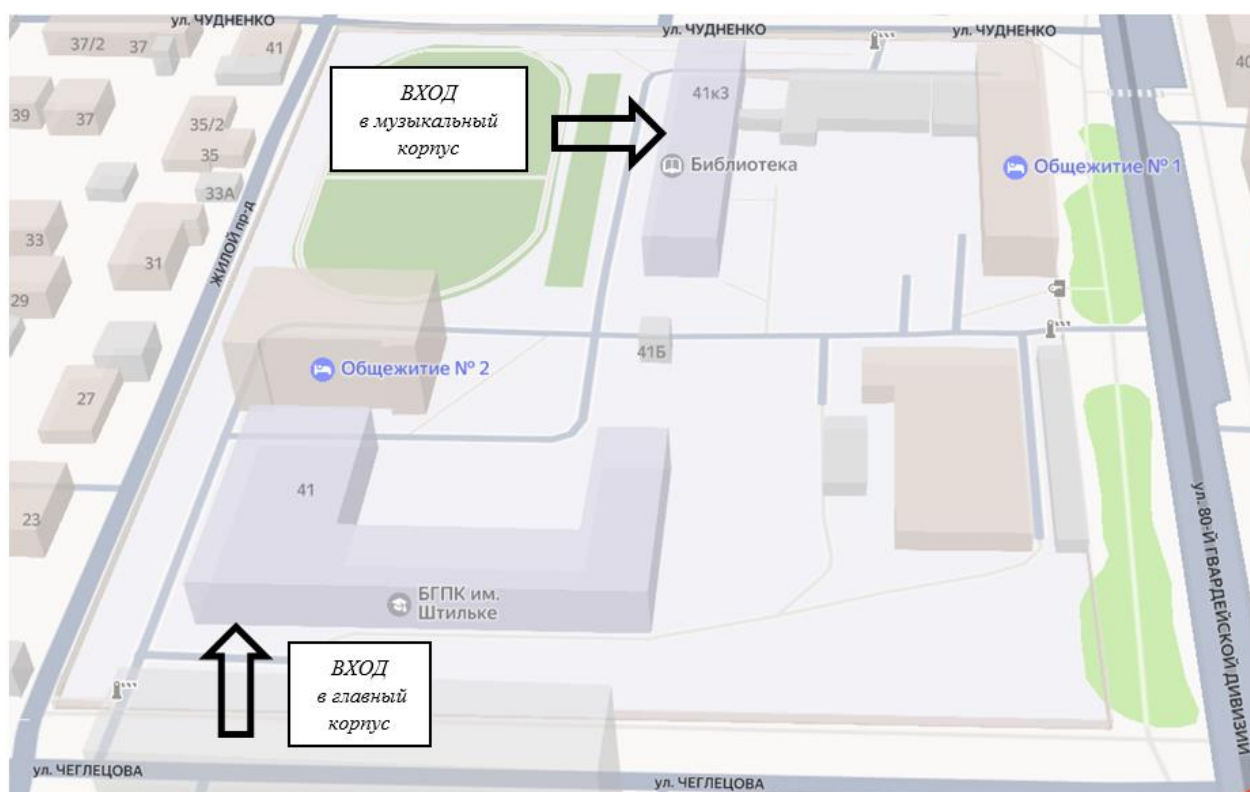 ул. ЧУДНЕНКО
ул. ЧУДНЕНКО
ул. ЧУДНЕНКО
37/2
37
41
40
ВХОД
в музыкальный
корпус
41к3
39
37
35/2
35
33А
Библиотека
Общежитие № 1
ЖИЛОЙ пр-д
33
31
29
41Б
Общежитие № 2
27
41
23
БГПК им.
Штильке
ул. 80-Й ГВАРДЕЙСКОЙ ДИВИЗИИ
ВХОД
в главный
корпус
ул. ЧЕГЛЕЦОВА
ул. ЧЕГЛЕЦОВА